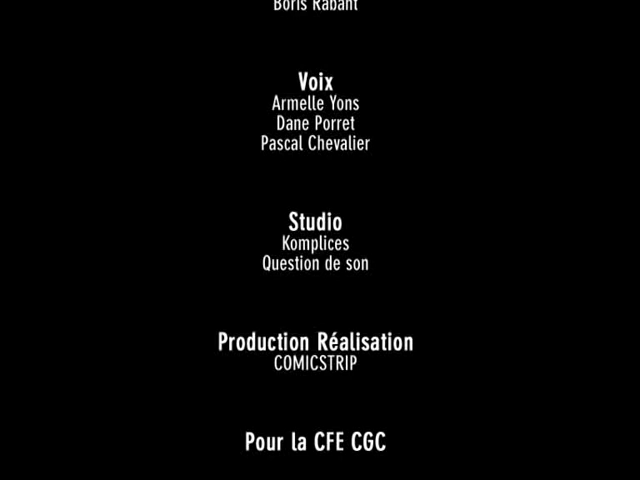 Boris Rabant
Voix
Armelle Yons
Dane Porret
Pascal Chevalier
Studio
Komplices
Question de son
Production Réalisation
COMICSTRIP
Pour la CFE CGC